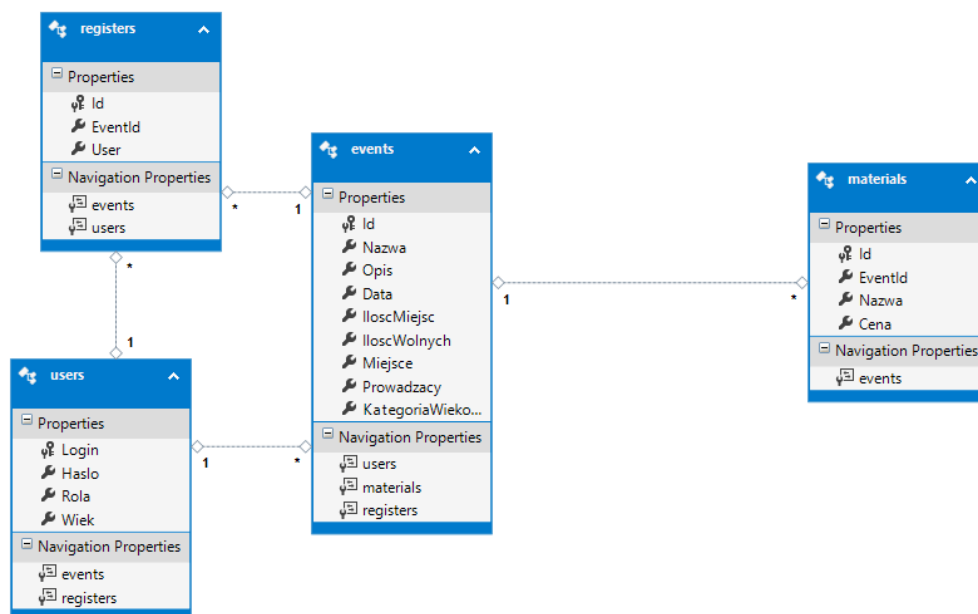 registers
Properties
Id
EventId
User
Navigation Properties
events
users
*
1
*
1
users
Properties
Login
Haslo
Rola
Wiek
Navigation Properties
events
registers
1
*
events
Properties
Id
Nazwa
Opis
Data
IloscMiejsc
IloscWolnych
Miejsce
Prowadzacy
KategoriaWieko...
Navigation Properties
users
materials
registers
1
*
materials
Properties
Id
EventId
Nazwa
Cena
Navigation Properties
events